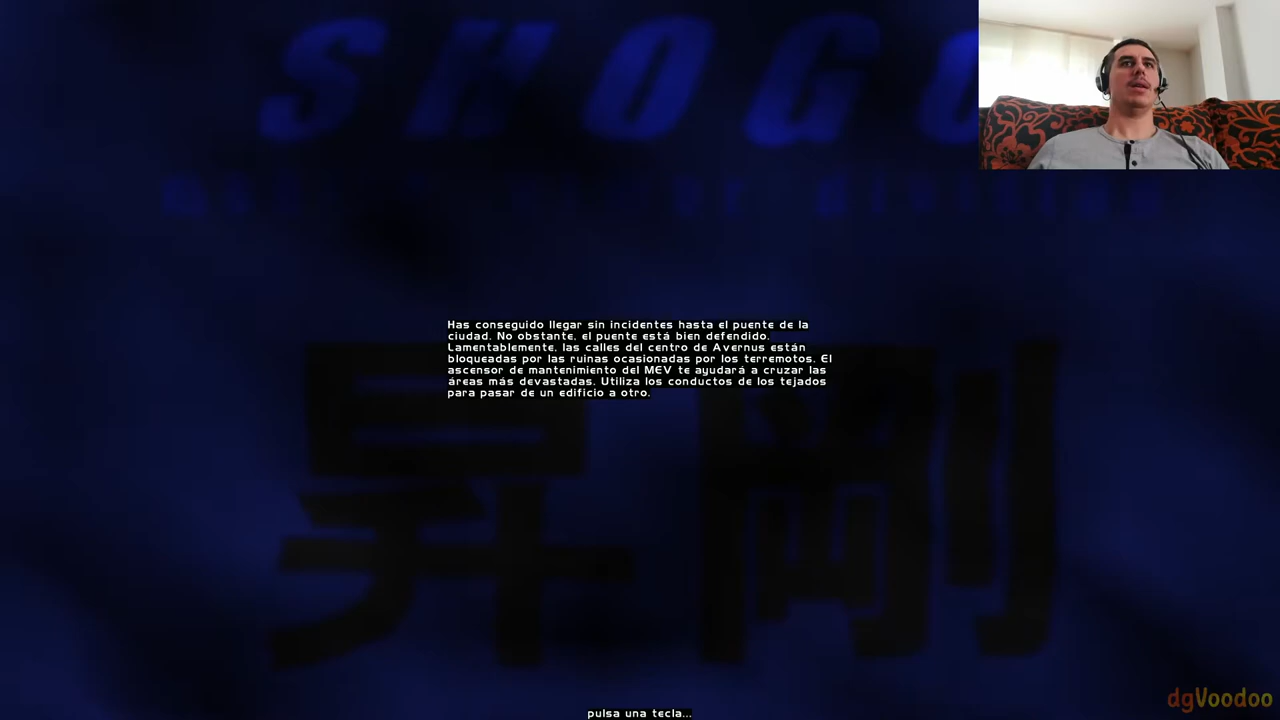 SHOGO
Has conseguido llegar sin incidentes hasta el puente de la
ciudad. No obstante, el puente está bien defendido.
Lamentablemente, las calles del centro de Avernus están
bloqueadas por las ruinas ocasionadas por los terremotos. El
ascensor de mantenimiento del MEV te ayudará a cruzar las
áreas más devastadas. Utiliza los conductos de los tejados
para pasar de un edificio a otro.
昇剛
pulsa una tecla...
dgVoodoo